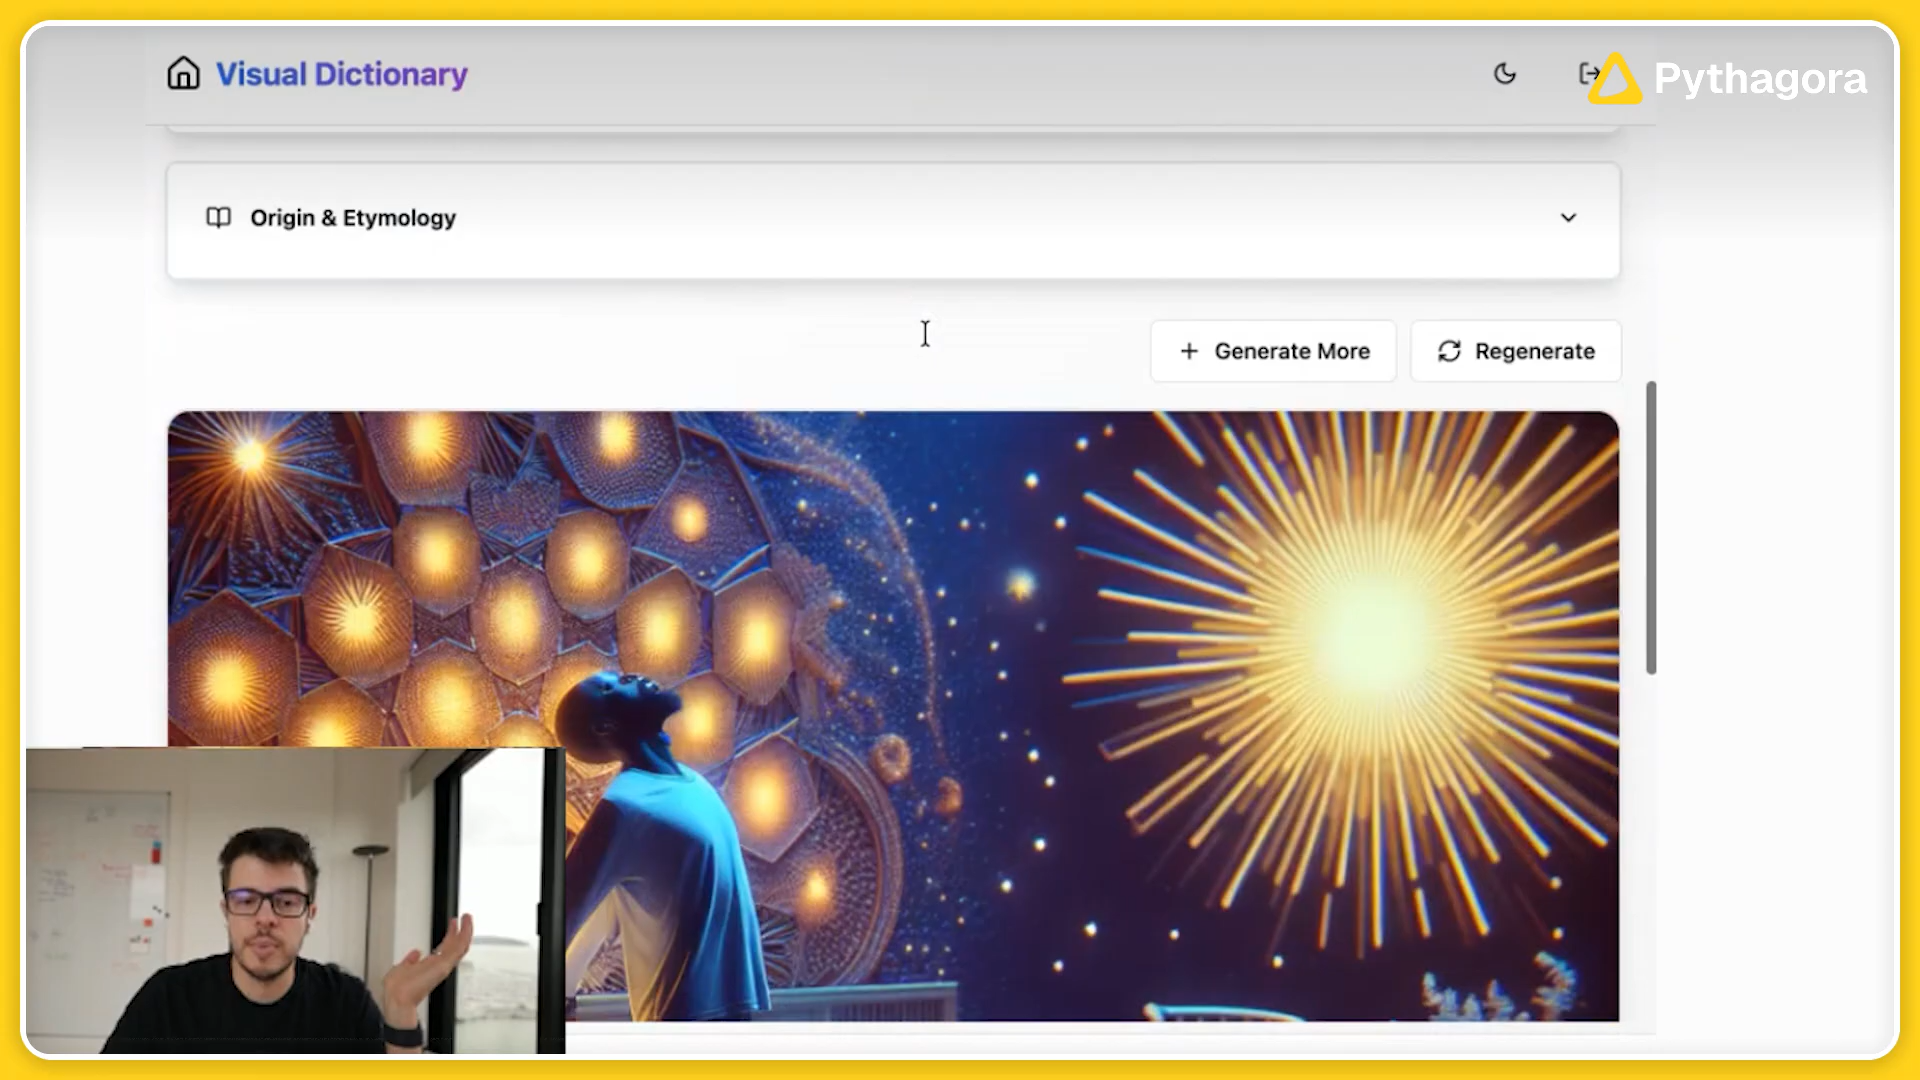 Visual Dictionary
Pythagora
Origin & Etymology
Generate More
Regenerate